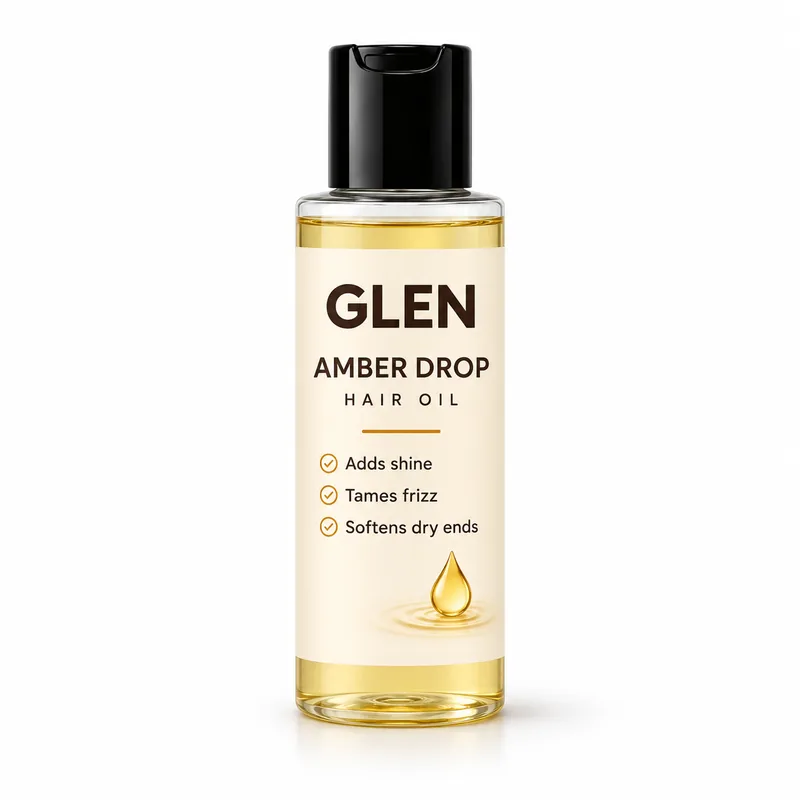 GLEN
AMBER DROP
HAIR OIL
Adds shine
Tames frizz
Softens dry ends